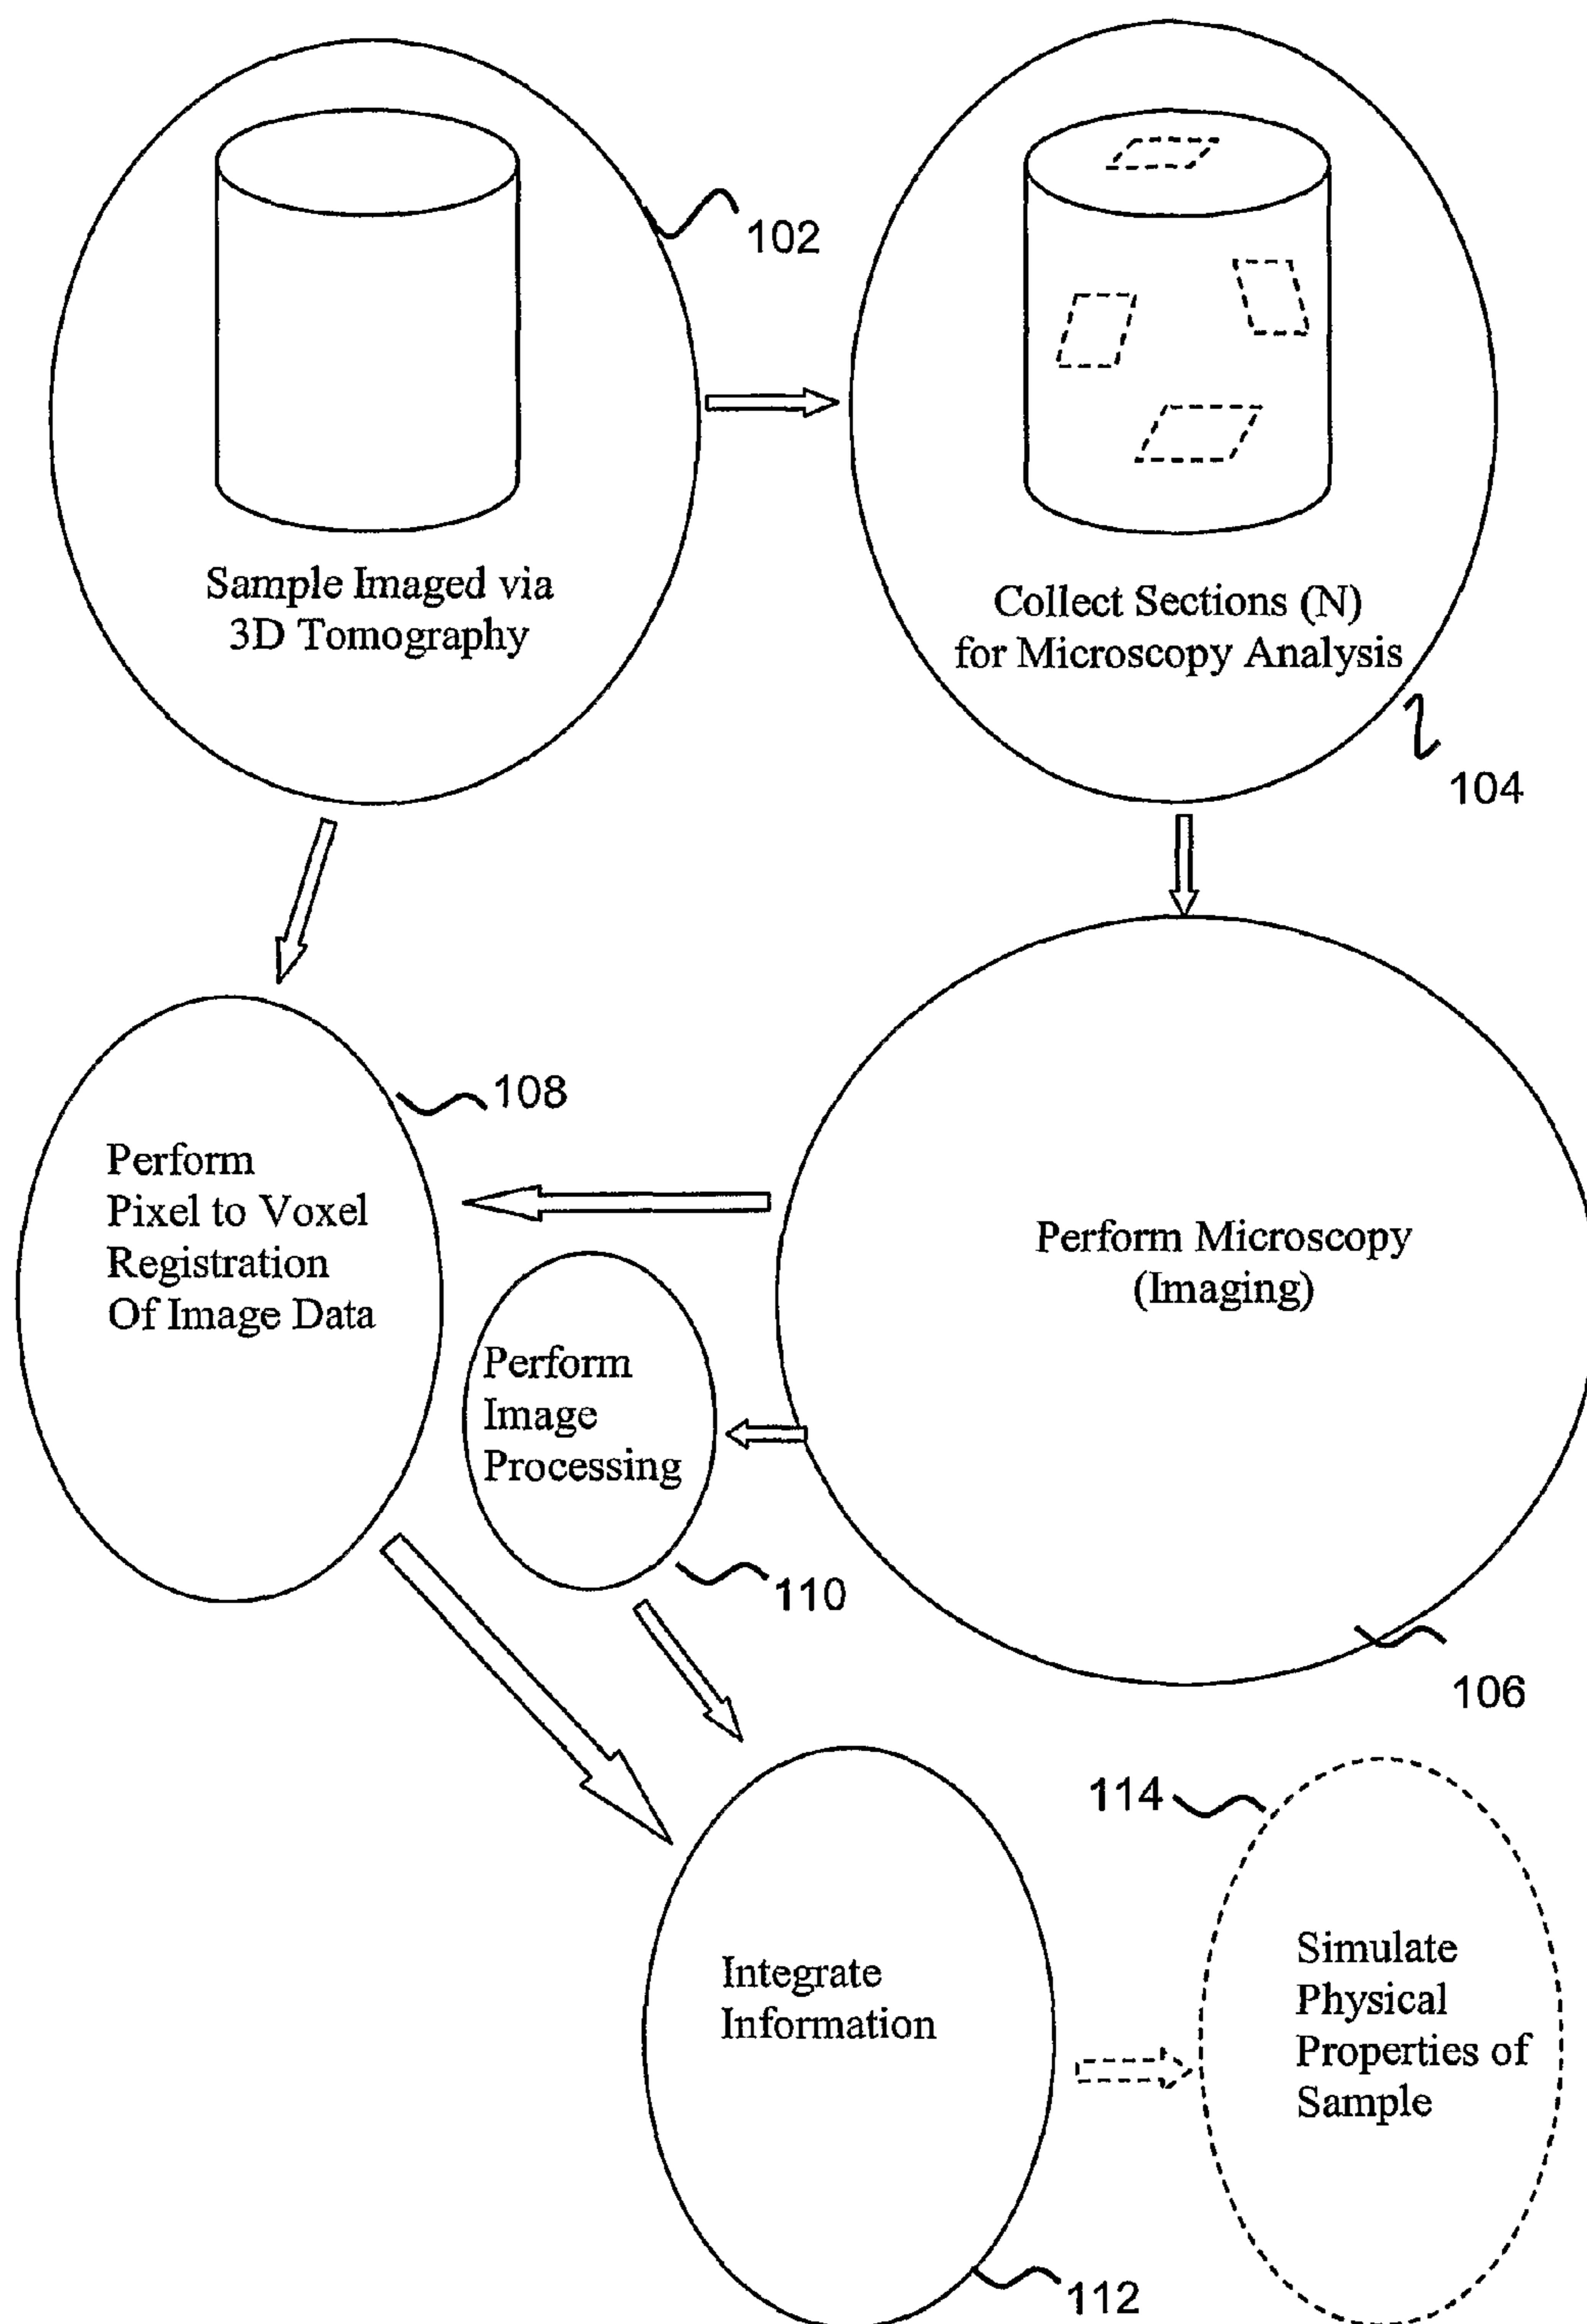 102
Sample Imaged via
3D Tomography
Collect Sections (N)
for Microscopy Analysis
104
108
Perform
Pixel to Voxel
Registration
Of Image Data
Perform Microscopy
(Imaging)
Perform
Image
Processing
110
106
114
Integrate
Information
Simulate
Physical
Properties of
Sample
112